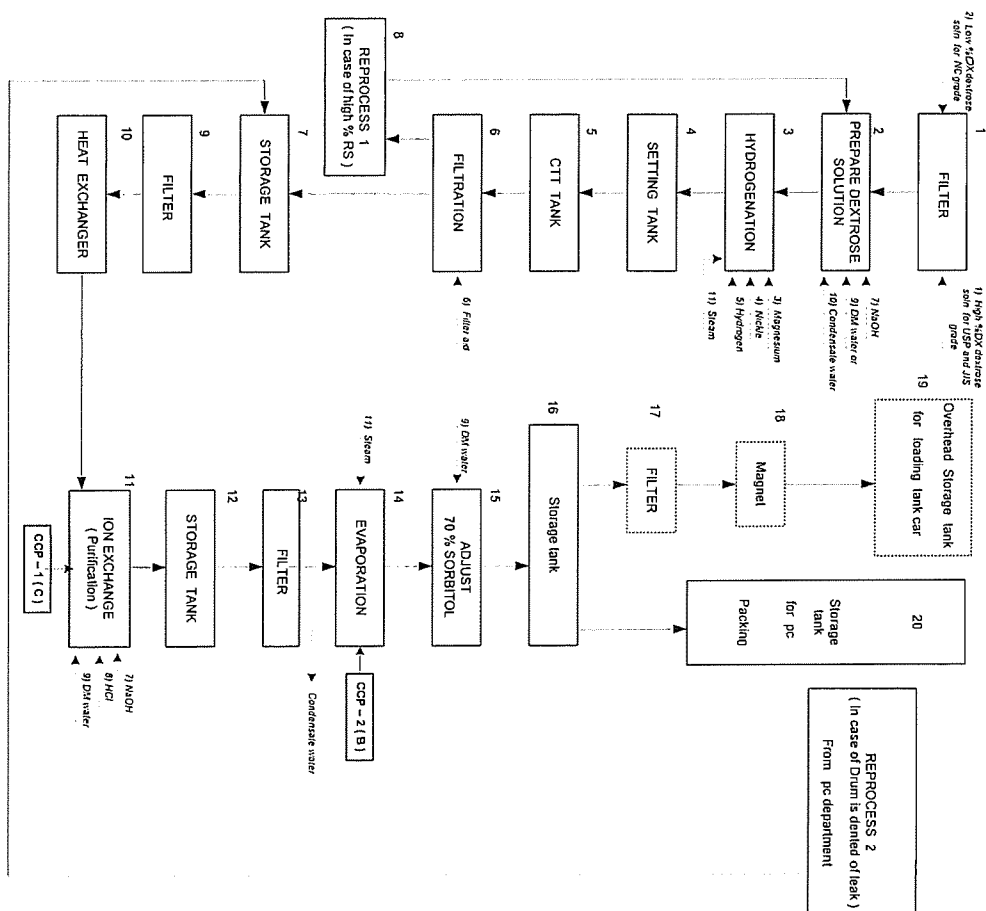 2) Low %DX dextrose
soln for NC grade
1
FILTER
1) High %DX dextrose
soln for USP and JIS
grade
2
PREPARE DEXTROSE
SOLUTION
7) NaOH
9) DM water or
10) Condensate water
3
HYDROGENATION
3) Magnesium
4) Nickle
5) Hydrogen
11) Steam
4
SETTING TANK
5
CTT TANK
6
FILTRATION
6) Filter aid
8
REPROCESS 1
( In case of high % RS )
7
STORAGE TANK
9
FILTER
10
HEAT EXCHANGER
11
ION EXCHANGE
( Purification )
CCP – 1 ( C )
7) NaOH
8) HCl
9) DM water
12
STORAGE TANK
13
FILTER
Condensate water
11) Steam
14
EVAPORATION
CCP – 2 ( B )
9) DM water
15
ADJUST
70 % SORBITOL
16
Storage tank
17
FILTER
18
Magnet
19
Overhead Storage tank
for loading tank car
20
Storage
tank
for pc
Packing
REPROCESS 2
( In case of Drum is dented of leak )
From pc department